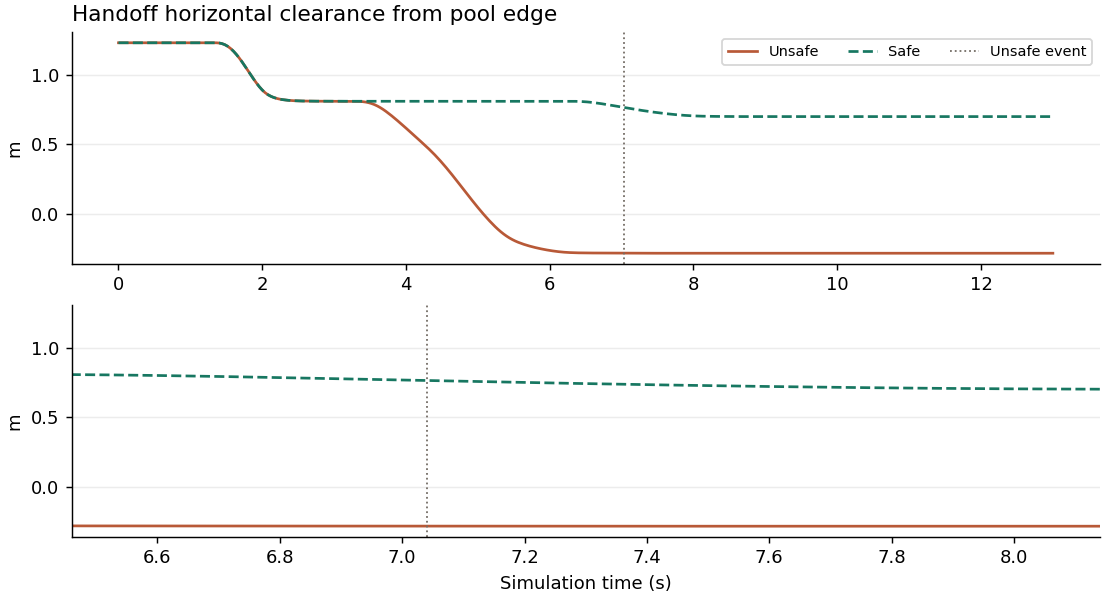 Handoff horizontal clearance from pool edge
Unsafe Safe Unsafe event
1.0
0.5
0.0
m
0 2 4 6 8 10 12
1.0
0.5
0.0
m
6.6 6.8 7.0 7.2 7.4 7.6 7.8 8.0
Simulation time (s)